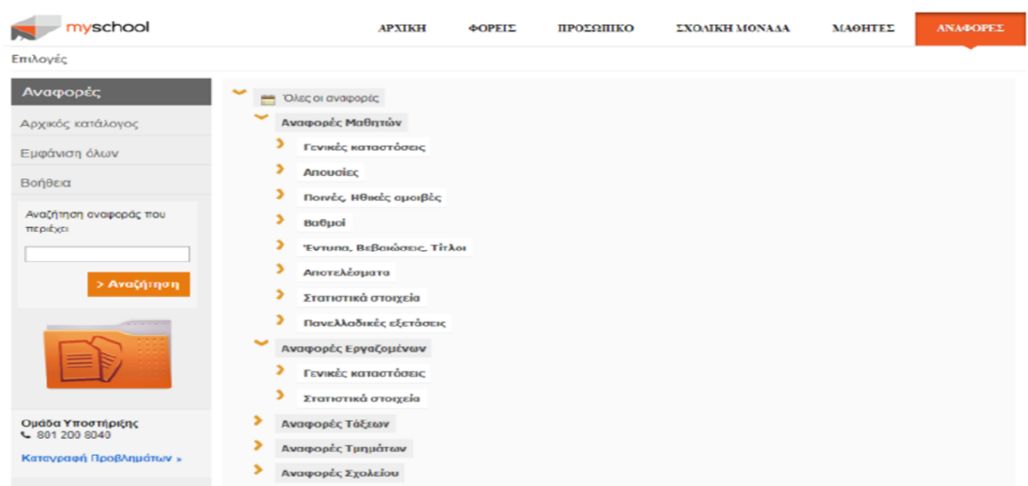 myschool
ΑΡΧΙΚΗ ΦΟΡΕΙΣ ΠΡΟΣΩΠΙΚΟ ΣΧΟΛΙΚΗ ΜΟΝΑΔΑ ΜΑΘΗΤΕΣ ΑΝΑΦΟΡΕΣ
Επιλογές
Αναφορές
Αρχικός κατάλογος
Εμφάνιση όλων
Βοήθεια
Αναζήτηση αναφοράς που
περιέχει
> Αναζήτηση
Ομάδα Υποστήριξης
801 200 8040
Καταγραφή Προβλημάτων »
Όλες οι αναφορές
Αναφορές Μαθητών
Γενικές καταστάσεις
Απουσίες
Ποινές, Ηθικές αμοιβές
Βαθμοί
Έντυπα, Βεβαιώσεις, Τίτλοι
Αποτελέσματα
Στατιστικά στοιχεία
Πανελλαδικές εξετάσεις
Αναφορές Εργαζομένων
Γενικές καταστάσεις
Στατιστικά στοιχεία
Αναφορές Τάξεων
Αναφορές Τμημάτων
Αναφορές Σχολείου